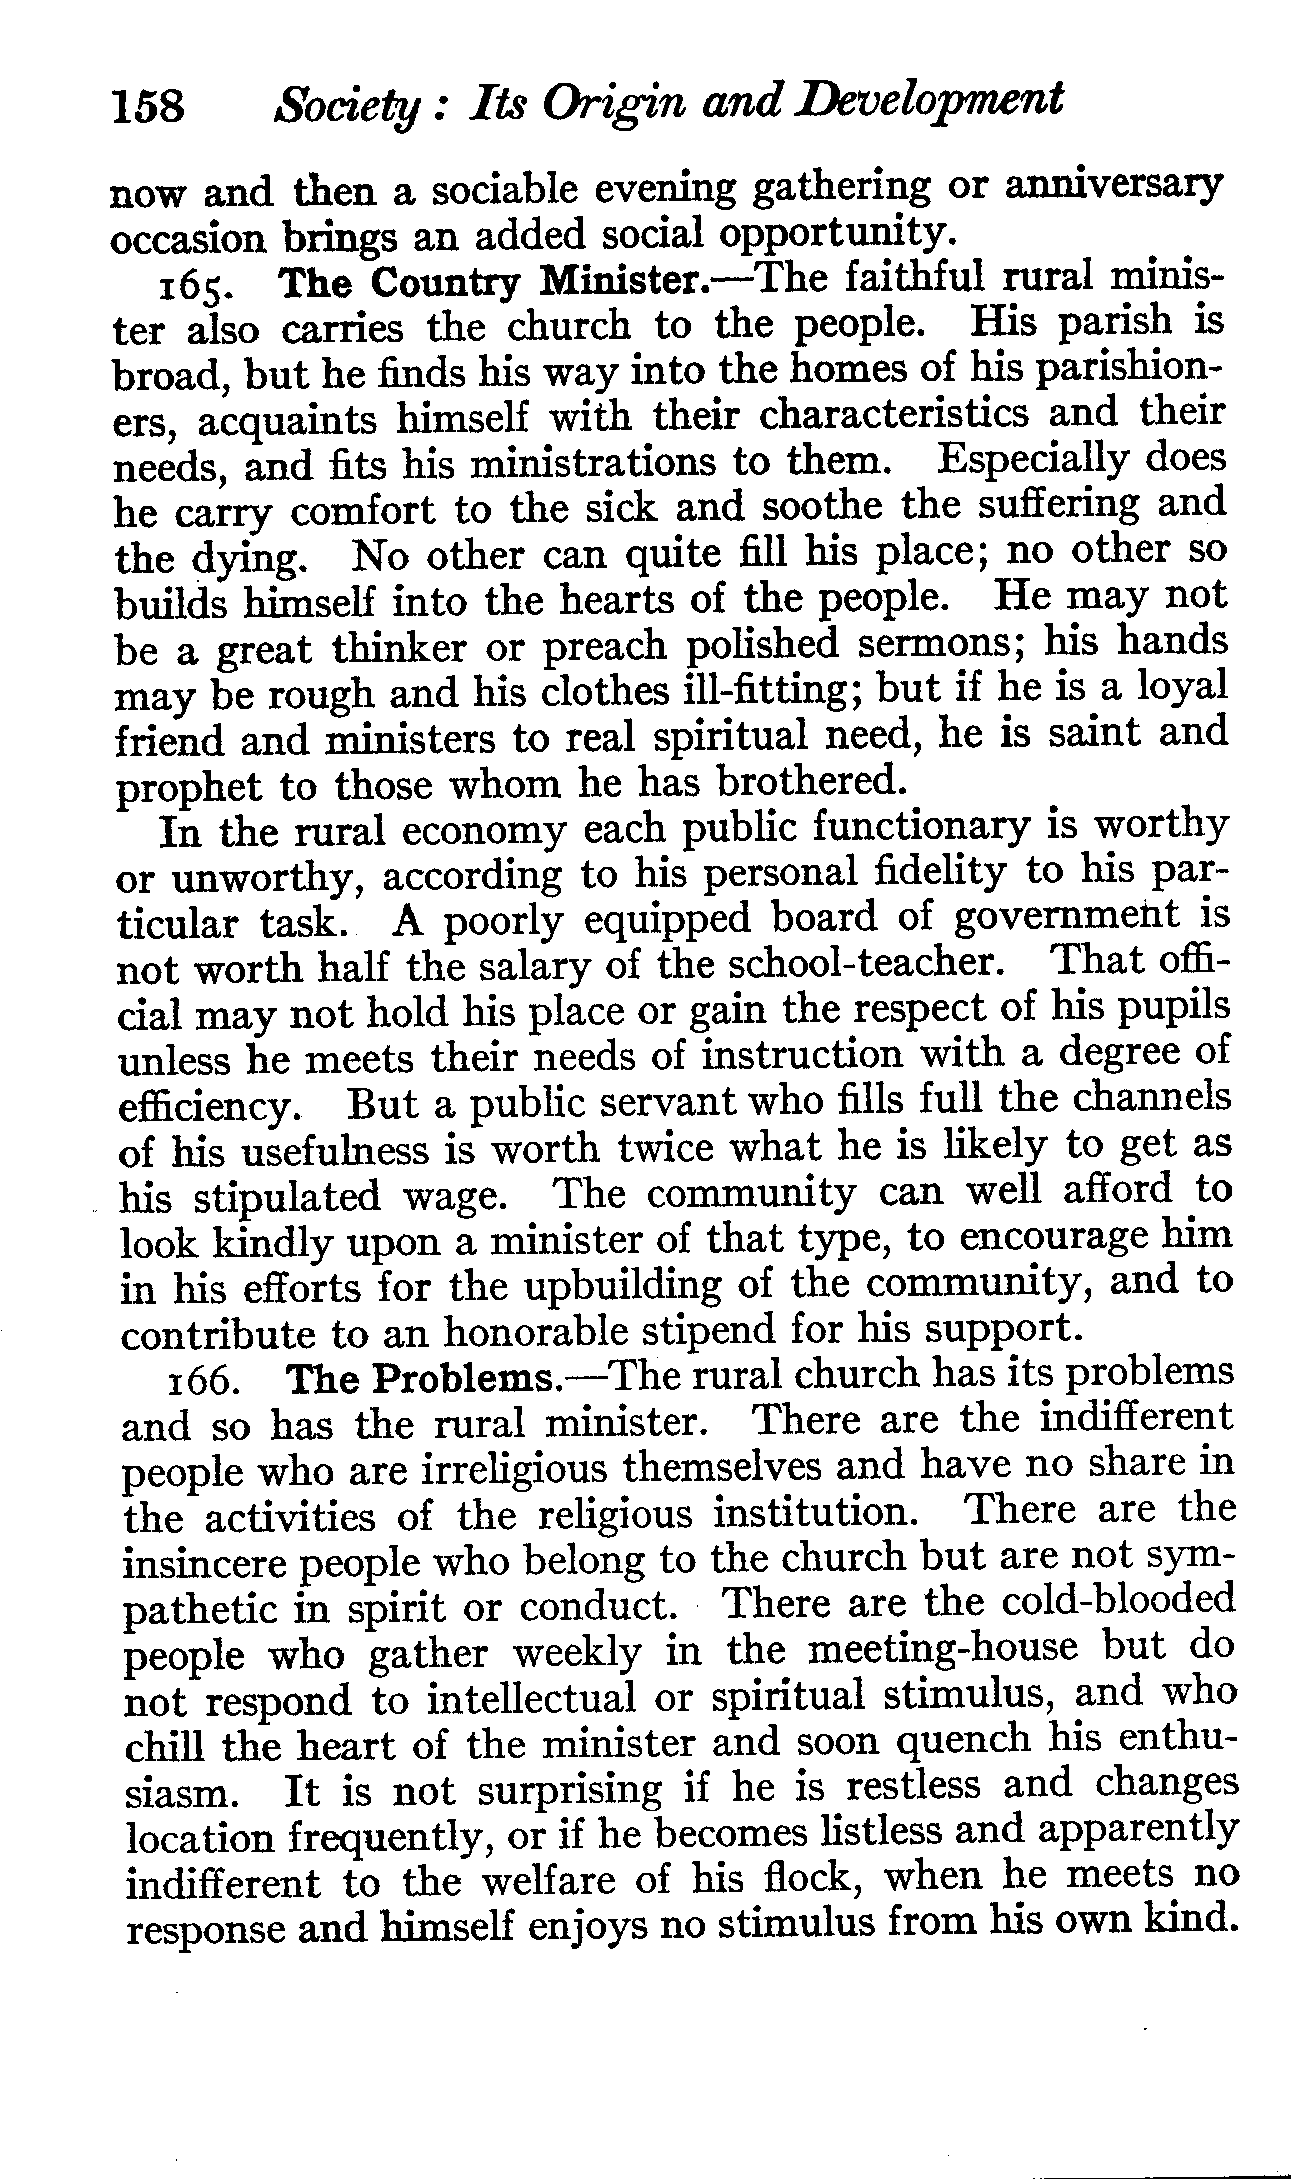 158 Society : Its Origin and Development
now and then a sociable evening gathering or anniversary
occasion brings an added social opportunity.
165. The Country Minister.—The faithful rural minis-
ter also carries the church to the people. His parish is
broad, but he finds his way into the homes of his parishion-
ers, acquaints himself with their characteristics and their
needs, and fits his ministrations to them. Especially does
he carry comfort to the sick and soothe the suffering and
the dying. No other can quite fill his place; no other so
builds himself into the hearts of the people. He may not
be a great thinker or preach polished sermons; his hands
may be rough and his clothes ill-fitting; but if he is a loyal
friend and ministers to real spiritual need, he is saint and
prophet to those whom he has brothered.
In the rural economy each public functionary is worthy
or unworthy, according to his personal fidelity to his par-
ticular task. A poorly equipped board of government is
not worth half the salary of the school-teacher. That offi-
cial may not hold his place or gain the respect of his pupils
unless he meets their needs of instruction with a degree of
efficiency. But a public servant who fills full the channels
of his usefulness is worth twice what he is likely to get as
his stipulated wage. The community can well afford to
look kindly upon a minister of that type, to encourage him
in his efforts for the upbuilding of the community, and to
contribute to an honorable stipend for his support.
166. The Problems.—The rural church has its problems
and so has the rural minister. There are the indifferent
people who are irreligious themselves and have no share in
the activities of the religious institution. There are the
insincere people who belong to the church but are not sym-
pathetic in spirit or conduct. There are the cold-blooded
people who gather weekly in the meeting-house but do
not respond to intellectual or spiritual stimulus, and who
chill the heart of the minister and soon quench his enthu-
siasm. It is not surprising if he is restless and changes
location frequently, or if he becomes listless and apparently
indifferent to the welfare of his flock, when he meets no
response and himself enjoys no stimulus from his own kind.